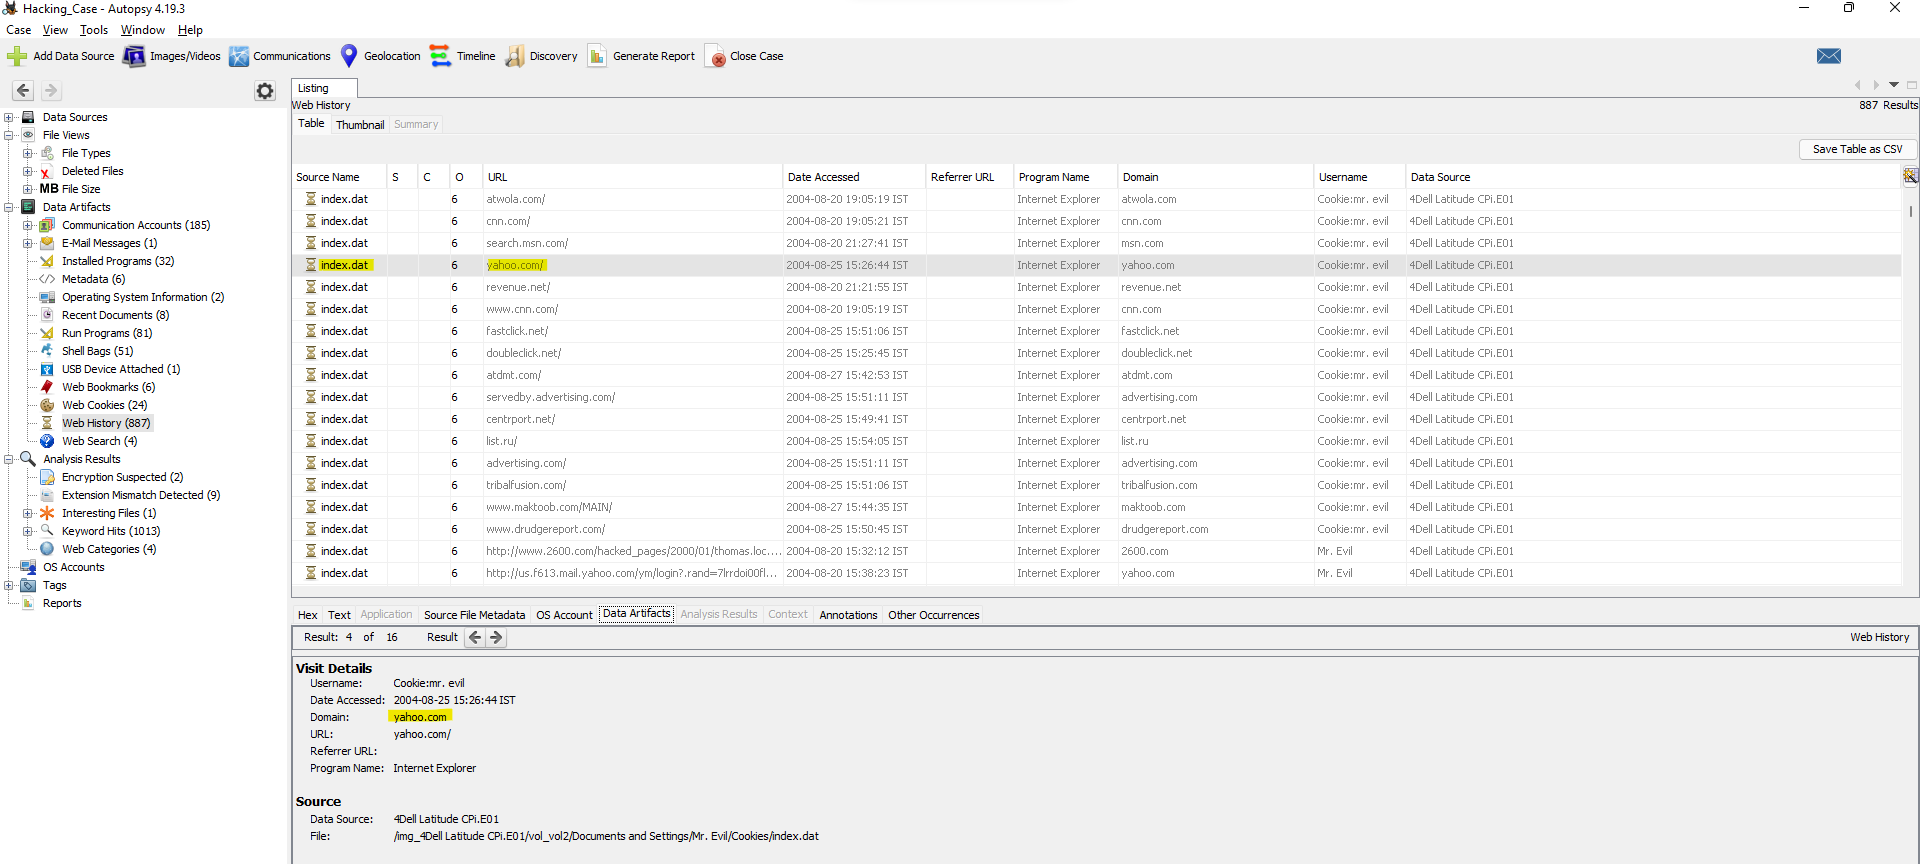 Hacking_Case - Autopsy 4.19.3
Case View Tools Window Help
Add Data Source Images/Videos Communications Geolocation Timeline Discovery Generate Report Close Case
Listing
Web History 887 Results
Table Thumbnail Summary
Save Table as CSV
Data Sources
File Views
File Types
Deleted Files
MB File Size
Data Artifacts
Communication Accounts (185)
E-Mail Messages (1)
Installed Programs (32)
Metadata (6)
Operating System Information (2)
Recent Documents (8)
Run Programs (81)
Shell Bags (51)
USB Device Attached (1)
Web Bookmarks (6)
Web Cookies (24)
Web History (887)
Web Search (4)
Analysis Results
Encryption Suspected (2)
Extension Mismatch Detected (9)
Interesting Files (1)
Keyword Hits (1013)
Web Categories (4)
OS Accounts
Tags
Reports
Source Name S C O URL Date Accessed Referrer URL Program Name Domain Username Data Source
index.dat 6 atwola.com/ 2004-08-20 19:05:19 IST Internet Explorer atwola.com Cookie:mr. evil 4Dell Latitude CPi.E01
index.dat 6 cnn.com/ 2004-08-20 19:05:21 IST Internet Explorer cnn.com Cookie:mr. evil 4Dell Latitude CPi.E01
index.dat 6 search.msn.com/ 2004-08-20 21:27:41 IST Internet Explorer msn.com Cookie:mr. evil 4Dell Latitude CPi.E01
index.dat 6 yahoo.com/ 2004-08-25 15:26:44 IST Internet Explorer yahoo.com Cookie:mr. evil 4Dell Latitude CPi.E01
index.dat 6 revenue.net/ 2004-08-20 21:21:55 IST Internet Explorer revenue.net Cookie:mr. evil 4Dell Latitude CPi.E01
index.dat 6 www.cnn.com/ 2004-08-20 19:05:19 IST Internet Explorer cnn.com Cookie:mr. evil 4Dell Latitude CPi.E01
index.dat 6 fastclick.net/ 2004-08-25 15:51:06 IST Internet Explorer fastclick.net Cookie:mr. evil 4Dell Latitude CPi.E01
index.dat 6 doubleclick.net/ 2004-08-25 15:25:45 IST Internet Explorer doubleclick.net Cookie:mr. evil 4Dell Latitude CPi.E01
index.dat 6 atdmt.com/ 2004-08-27 15:42:53 IST Internet Explorer atdmt.com Cookie:mr. evil 4Dell Latitude CPi.E01
index.dat 6 servedby.advertising.com/ 2004-08-25 15:51:11 IST Internet Explorer advertising.com Cookie:mr. evil 4Dell Latitude CPi.E01
index.dat 6 centrport.net/ 2004-08-25 15:49:41 IST Internet Explorer centrport.net Cookie:mr. evil 4Dell Latitude CPi.E01
index.dat 6 list.ru/ 2004-08-25 15:54:05 IST Internet Explorer list.ru Cookie:mr. evil 4Dell Latitude CPi.E01
index.dat 6 advertising.com/ 2004-08-25 15:51:11 IST Internet Explorer advertising.com Cookie:mr. evil 4Dell Latitude CPi.E01
index.dat 6 tribalfusion.com/ 2004-08-25 15:51:06 IST Internet Explorer tribalfusion.com Cookie:mr. evil 4Dell Latitude CPi.E01
index.dat 6 www.maktoob.com/MAIN/ 2004-08-27 15:44:35 IST Internet Explorer maktoob.com Cookie:mr. evil 4Dell Latitude CPi.E01
index.dat 6 www.drudgereport.com/ 2004-08-25 15:50:45 IST Internet Explorer drudgereport.com Cookie:mr. evil 4Dell Latitude CPi.E01
index.dat 6 http://www.2600.com/hacked_pages/2000/01/thomas.loc.... 2004-08-20 15:32:12 IST Internet Explorer 2600.com Mr. Evil 4Dell Latitude CPi.E01
index.dat 6 http://us.f613.mail.yahoo.com/ym/login?.rand=7lrrdoi00fl... 2004-08-20 15:38:23 IST Internet Explorer yahoo.com Mr. Evil 4Dell Latitude CPi.E01
Hex Text Application Source File Metadata OS Account Data Artifacts Analysis Results Context Annotations Other Occurrences
Result: 4 of 16 Result Web History
Visit Details
Username: Cookie:mr. evil
Date Accessed: 2004-08-25 15:26:44 IST
Domain: yahoo.com
URL: yahoo.com/
Referrer URL:
Program Name: Internet Explorer
Source
Data Source: 4Dell Latitude CPi.E01
File: /img_4Dell Latitude CPi.E01/vol_vol2/Documents and Settings/Mr. Evil/Cookies/index.dat